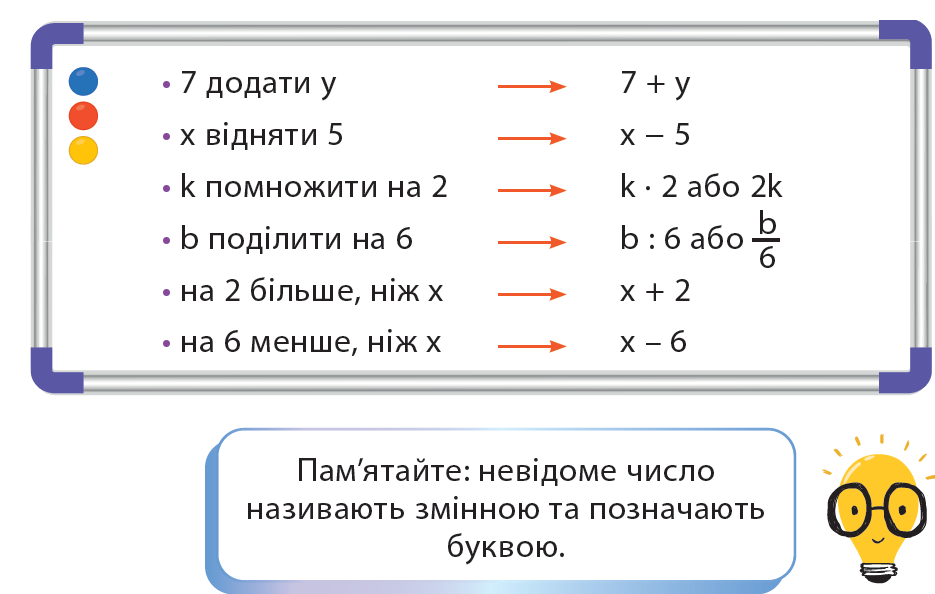 • 7 додати y → 7 + y
• x відняти 5 → x − 5
• k помножити на 2 → k · 2 або 2k
• b поділити на 6 → b : 6 або b/6
• на 2 більше, ніж x → x + 2
• на 6 менше, ніж x → x – 6
Пам’ятайте: невідоме число
називають змінною та позначають
буквою.